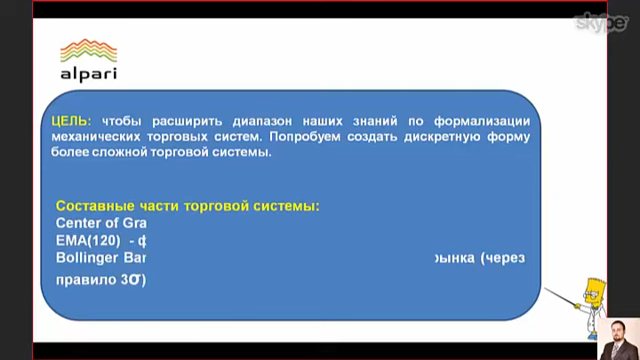 skype
alpari
ЦЕЛЬ: чтобы расширить диапазон наших знаний по формализации
механических торговых систем. Попробуем создать дискретную форму
более сложной торговой системы.
Составные части торговой системы:
Center of Gra
EMA(120) - ф
Bollinger Bar рынка (через
правило 3σ)